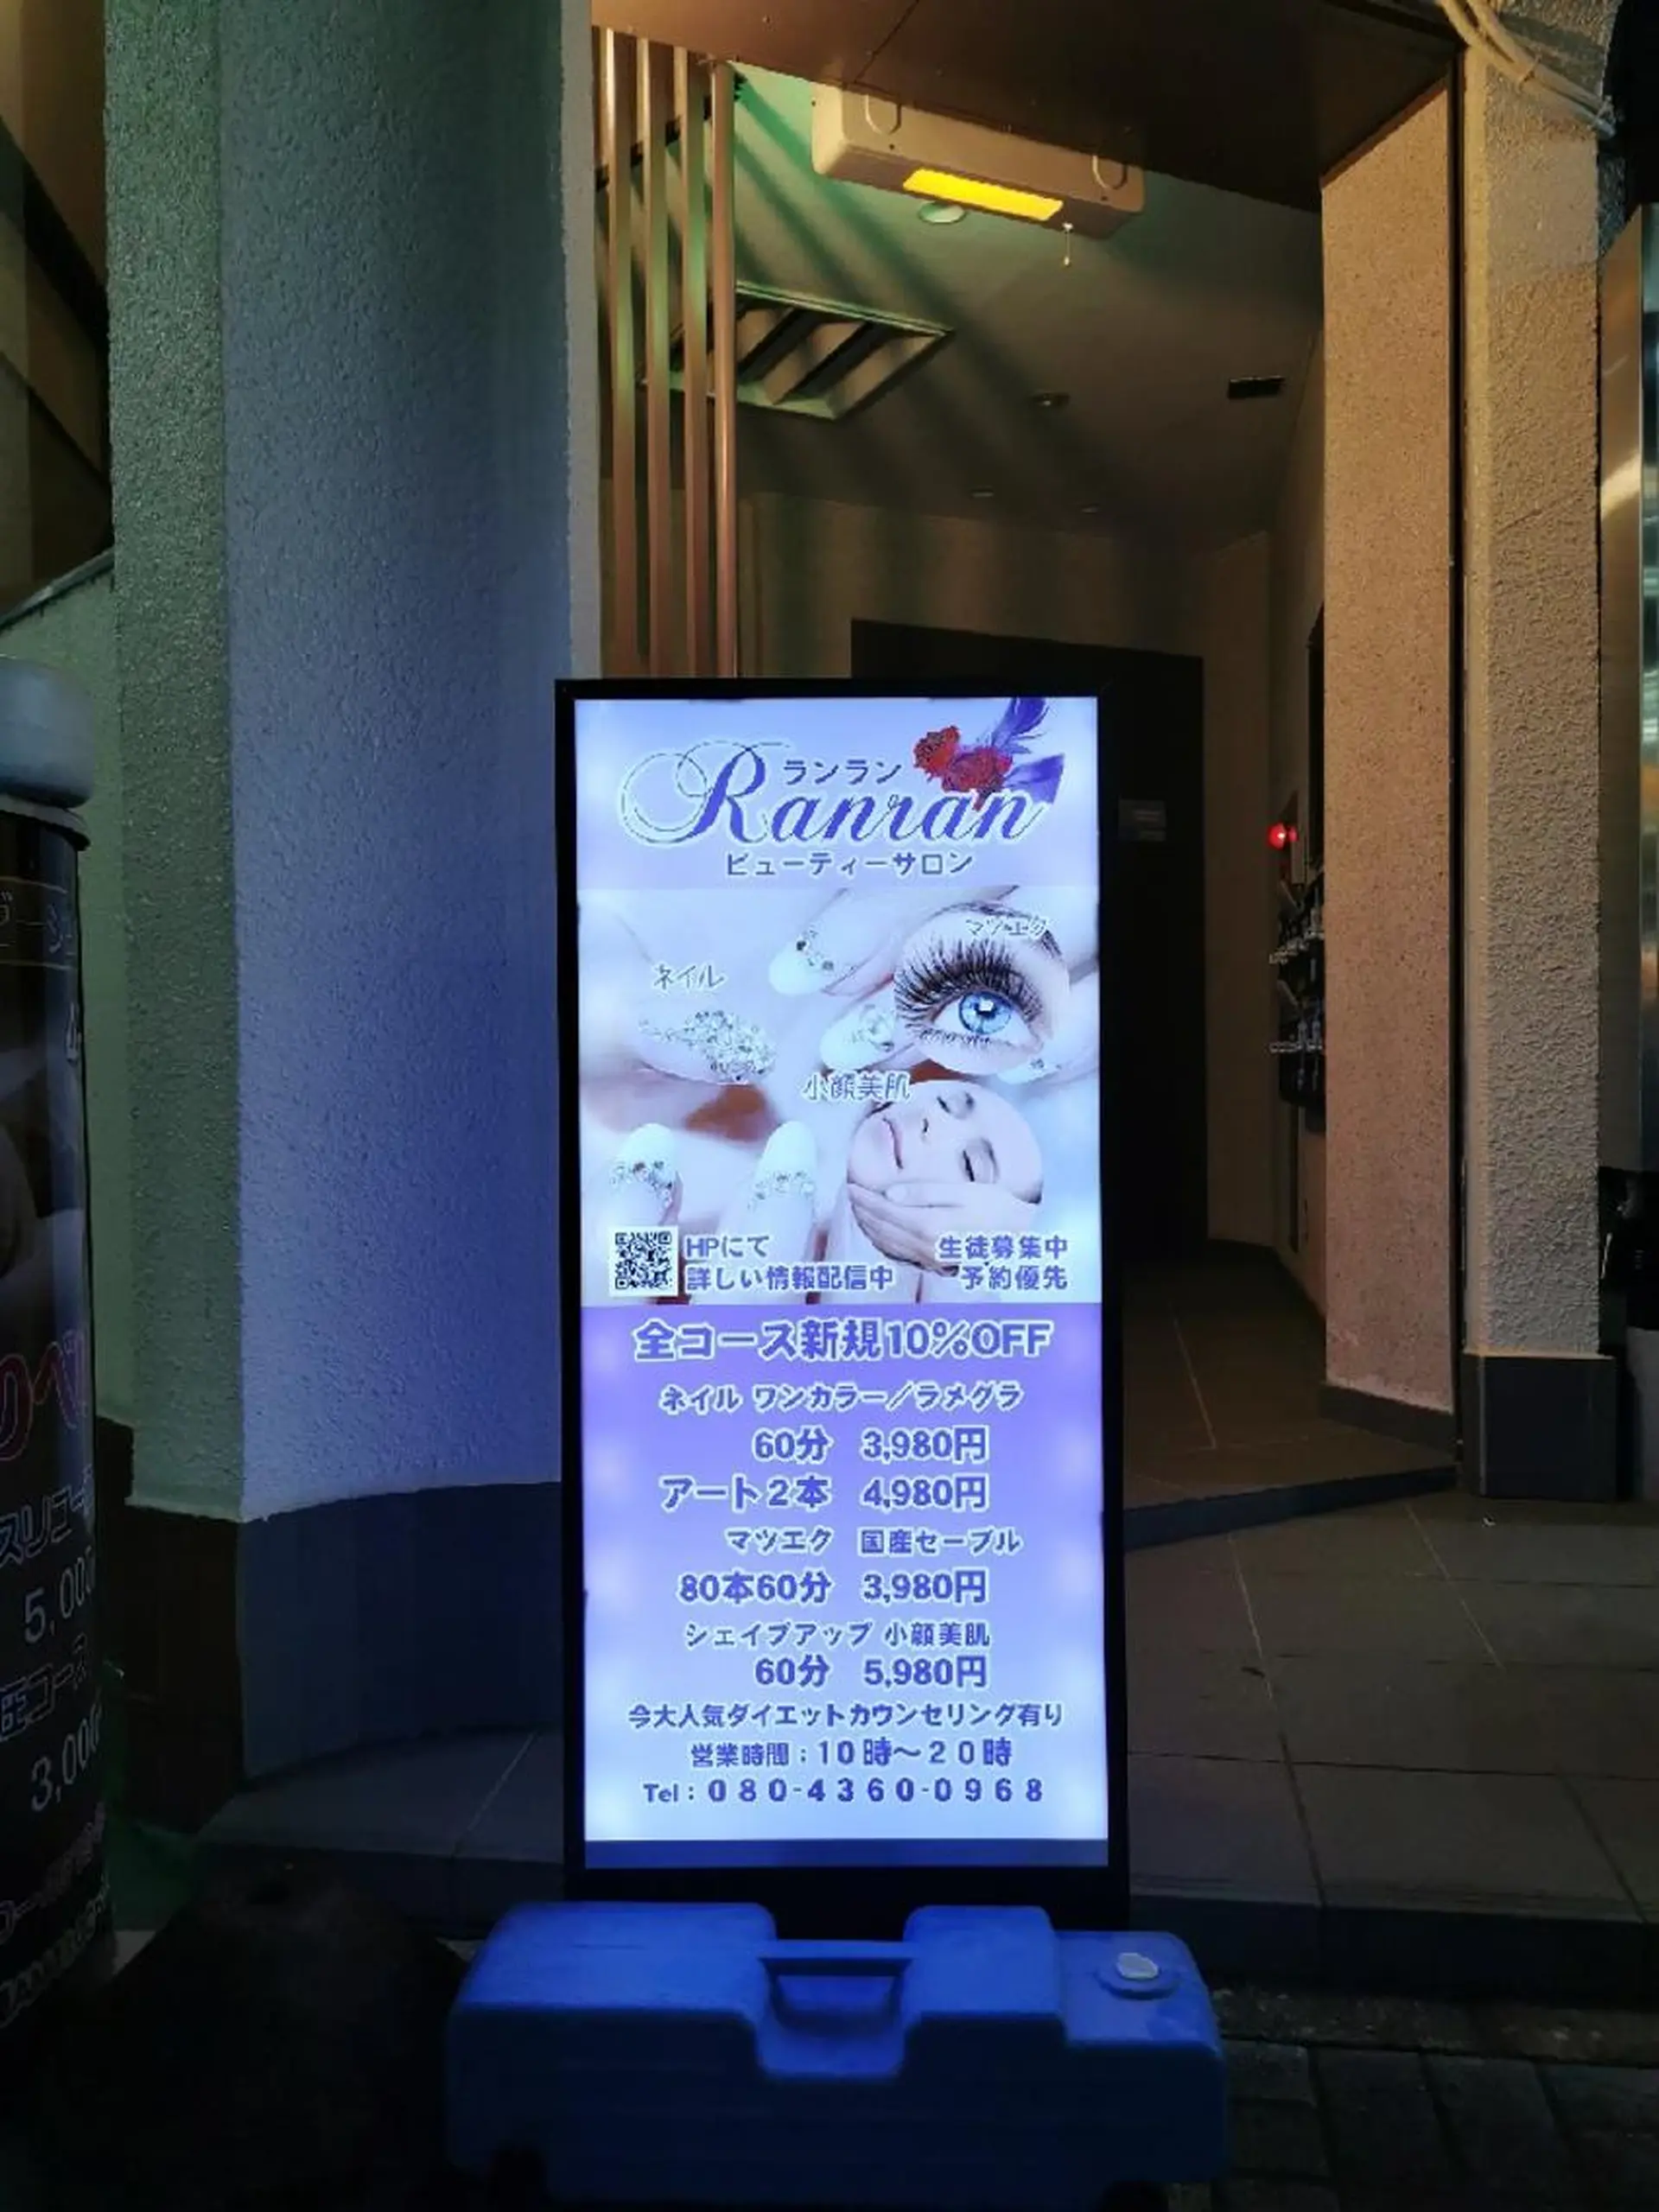 ランラン
Ranran
ビューティーサロン
マツエク
ネイル
小顔美肌
HPにて
詳しい情報配信中
生徒募集中
予約優先
全コース新規10%OFF
ネイル ワンカラー/ラメグラ
60分 3,980円
アート2本 4,980円
マツエク 国産セーブル
80本60分 3,980円
シェイプアップ 小顔美肌
60分 5,980円
今大人気ダイエットカウンセリング有り
営業時間:10時～20時
Tel:080-4360-0968
5,000
3,000